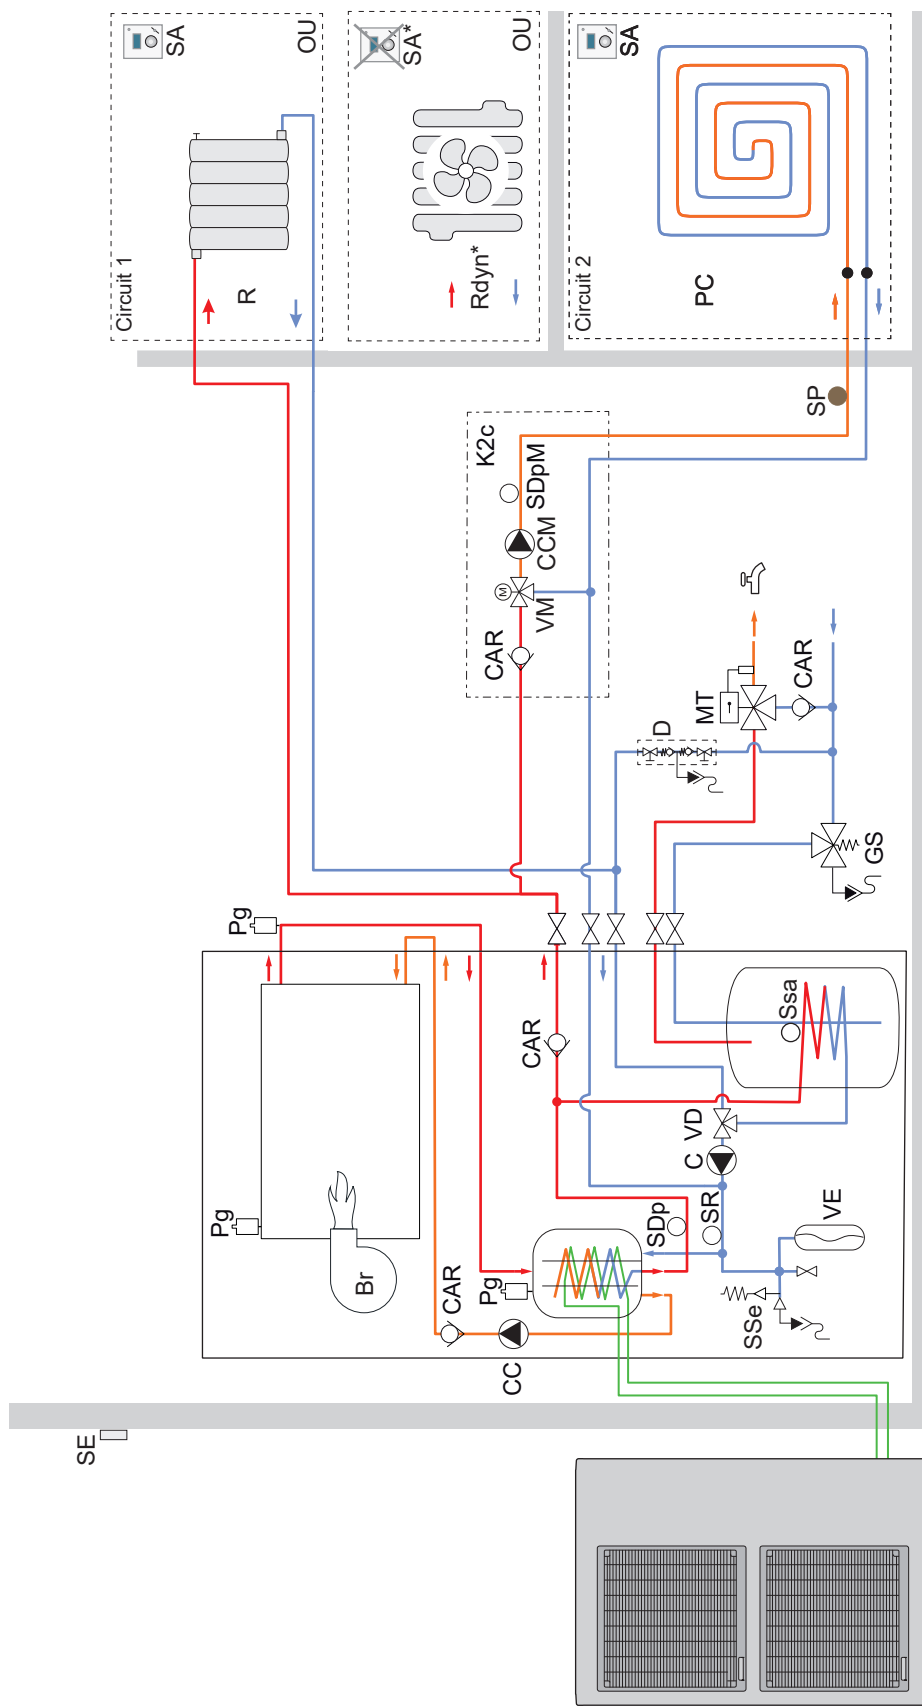 SA
OU
Circuit 1
R
SA*
OU
Rdyn*
SA
Circuit 2
PC
SP
K2c
SDpM
CCM
M
VM
CAR
MT
CAR
D
GS
Pg
Pg
Br
CAR
CC
Pg
CAR
SDp
Ssa
VD
C
SR
VE
SSe
SE